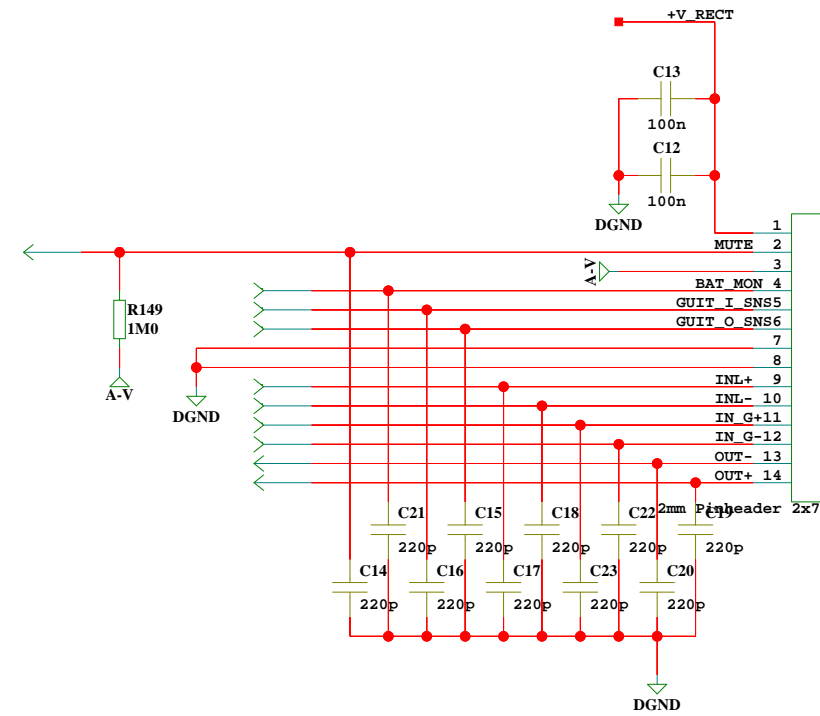 +V_RECT
C13
100n
C12
100n
DGND
1
MUTE 2
A-V 3
BAT_MON 4
GUIT_I_SNS5
R149
1M0
GUIT_O_SNS6
7
8
INL+ 9
A-V
DGND
INL- 10
IN_G+11
IN_G-12
OUT- 13
OUT+ 14
2mm Pinheader 2x7
C21 C15 C18 C22 C19
220p 220p 220p 220p 220p
C14 C16 C17 C23 C20
220p 220p 220p 220p 220p
DGND